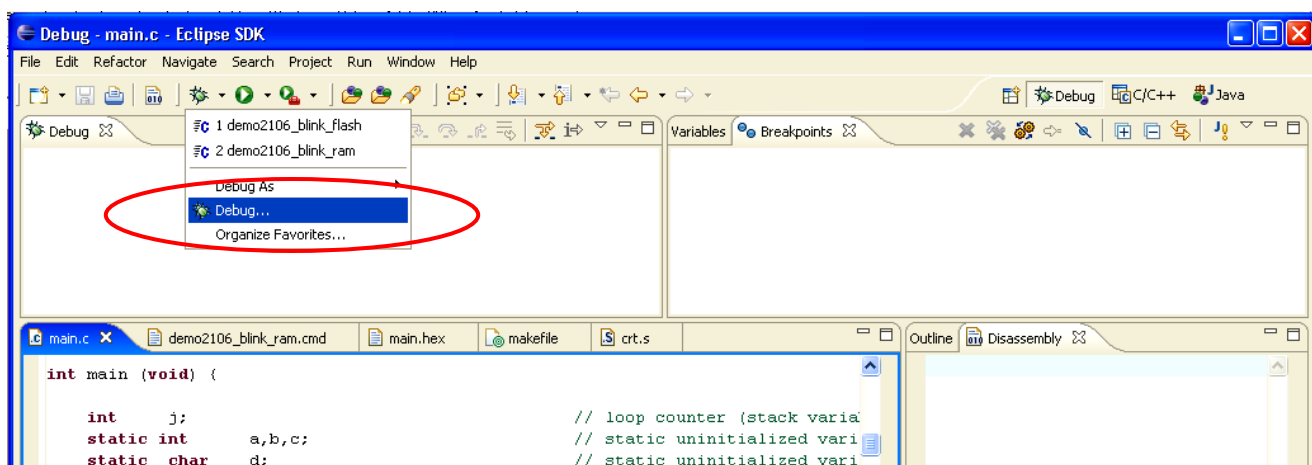 Debug - main.c - Eclipse SDK
File Edit Refactor Navigate Search Project Run Window Help
Debug C/C++ Java
Debug
Variables Breakpoints
1 demo2106_blink_flash
2 demo2106_blink_ram
Debug As
Debug...
Organize Favorites...
main.c demo2106_blink_ram.cmd main.hex makefile crt.s
Outline Disassembly
int main (void) {
int j; // loop counter (stack varia
static int a,b,c; // static uninitialized vari
static char d; // static uninitialized vari